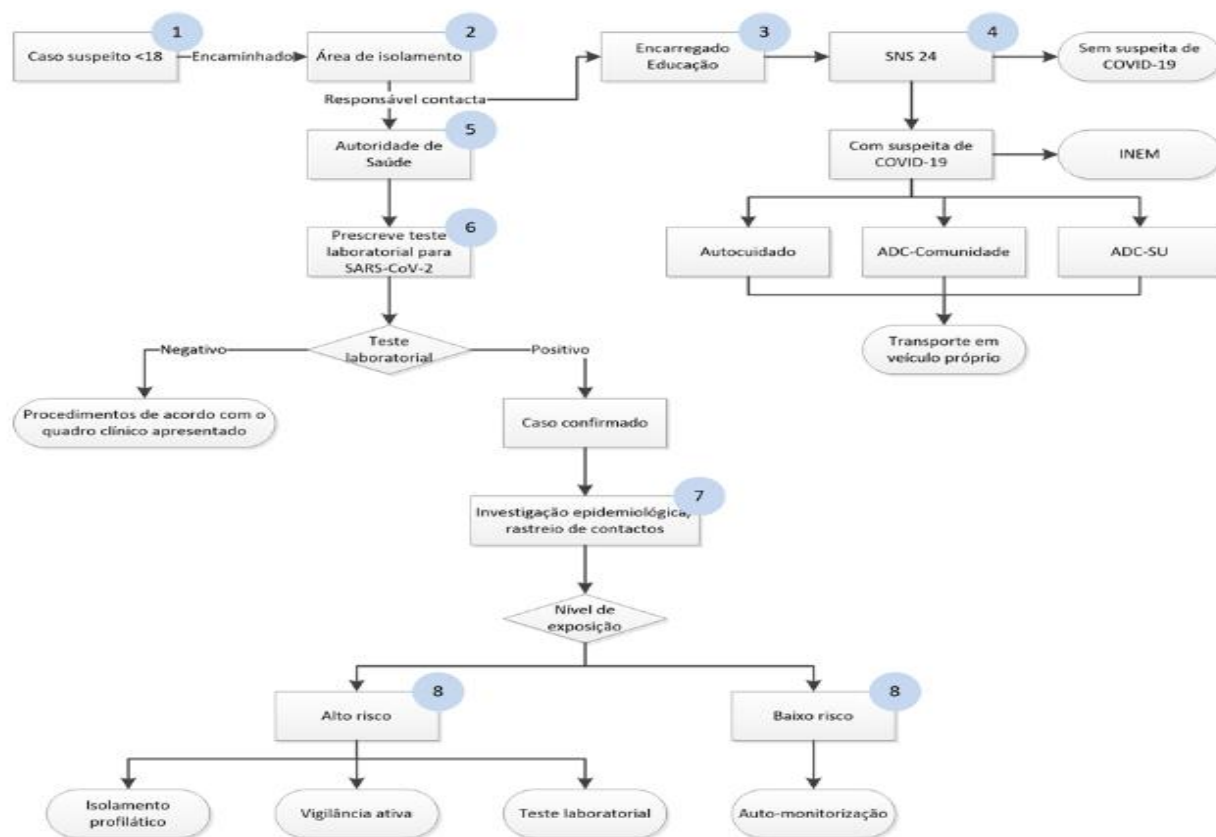 1
Caso suspeito <18
Encaminhado
2
Área de isolamento
3
Encarregado
Educação
4
SNS 24
Sem suspeita de
COVID-19
Responsável contacta
5
Autoridade de
Saúde
Com suspeita de
COVID-19
INEM
6
Prescreve teste
laboratorial para
SARS-CoV-2
Autocuidado
ADC-Comunidade
ADC-SU
Negativo
Teste
laboratorial
Positivo
Transporte em
veículo próprio
Procedimentos de acordo com o
quadro clínico apresentado
Caso confirmado
7
Investigação epidemiológica,
rastreio de contactos
Nível de
exposição
8
Alto risco
8
Baixo risco
Isolamento
profilático
Vigilância ativa
Teste laboratorial
Auto-monitorização